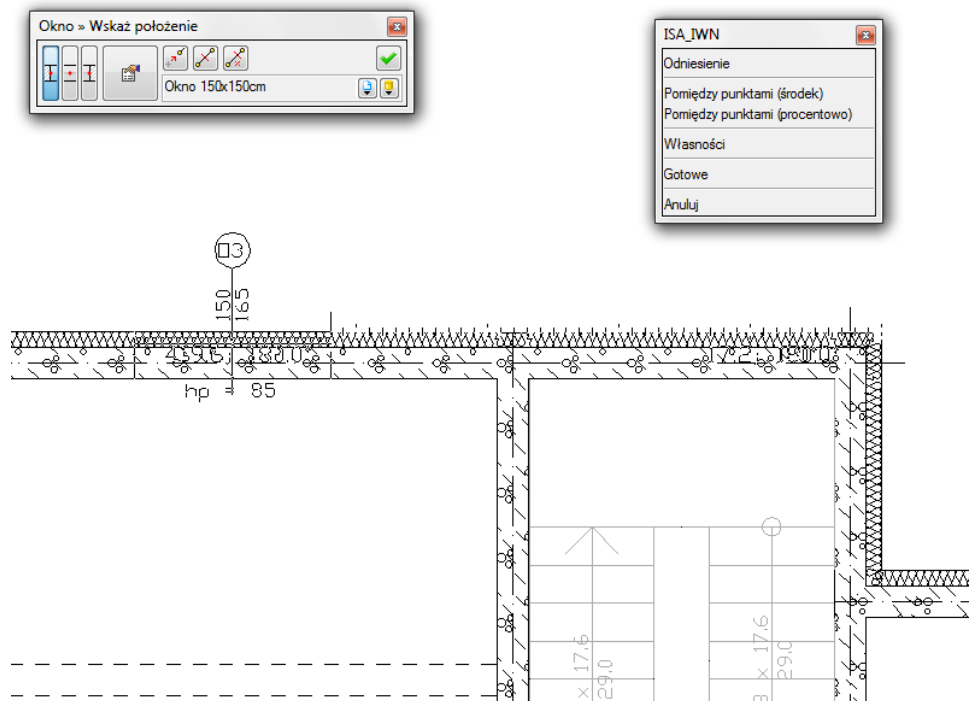 Okno » Wskaż położenie
Okno 150x150cm
ISA_IWN
Odniesienie
Pomiędzy punktami (środek)
Pomiędzy punktami (procentowo)
Własności
Gotowe
Anuluj
3
150
165
hp = 85
x 17,6
29,0
x 17,6
29,0